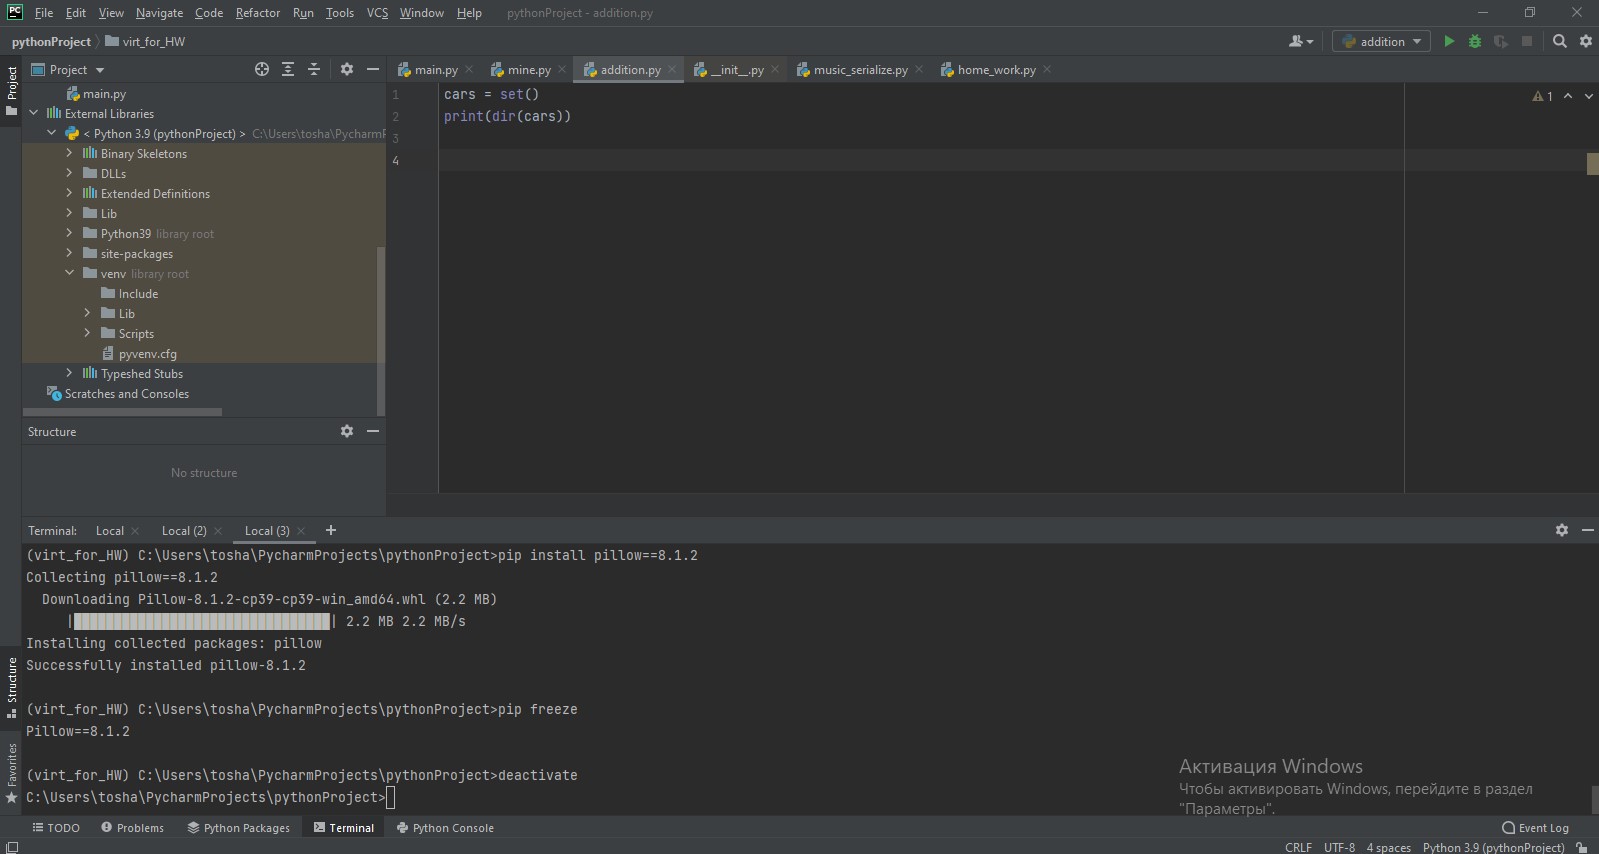 PC File Edit View Navigate Code Refactor Run Tools VCS Window Help pythonProject - addition.py
pythonProject virt_for_HW addition
Project
Project
main.py
External Libraries
< Python 3.9 (pythonProject) > C:\Users\tosha\PycharmP
Binary Skeletons
DLLs
Extended Definitions
Lib
Python39 library root
site-packages
venv library root
Include
Lib
Scripts
pyvenv.cfg
Typeshed Stubs
Scratches and Consoles
Structure
No structure
main.py mine.py addition.py __init__.py music_serialize.py home_work.py
1 cars = set()
2 print(dir(cars))
3
4
1
Terminal: Local Local (2) Local (3) +
(virt_for_HW) C:\Users\tosha\PycharmProjects\pythonProject>pip install pillow==8.1.2
Collecting pillow==8.1.2
Downloading Pillow-8.1.2-cp39-cp39-win_amd64.whl (2.2 MB)
|████████████████████████████████| 2.2 MB 2.2 MB/s
Installing collected packages: pillow
Successfully installed pillow-8.1.2
(virt_for_HW) C:\Users\tosha\PycharmProjects\pythonProject>pip freeze
Pillow==8.1.2
(virt_for_HW) C:\Users\tosha\PycharmProjects\pythonProject>deactivate
C:\Users\tosha\PycharmProjects\pythonProject>
Structure
Favorites
Активация Windows
Чтобы активировать Windows, перейдите в раздел
"Параметры".
TODO Problems Python Packages Terminal Python Console Event Log
CRLF UTF-8 4 spaces Python 3.9 (pythonProject)